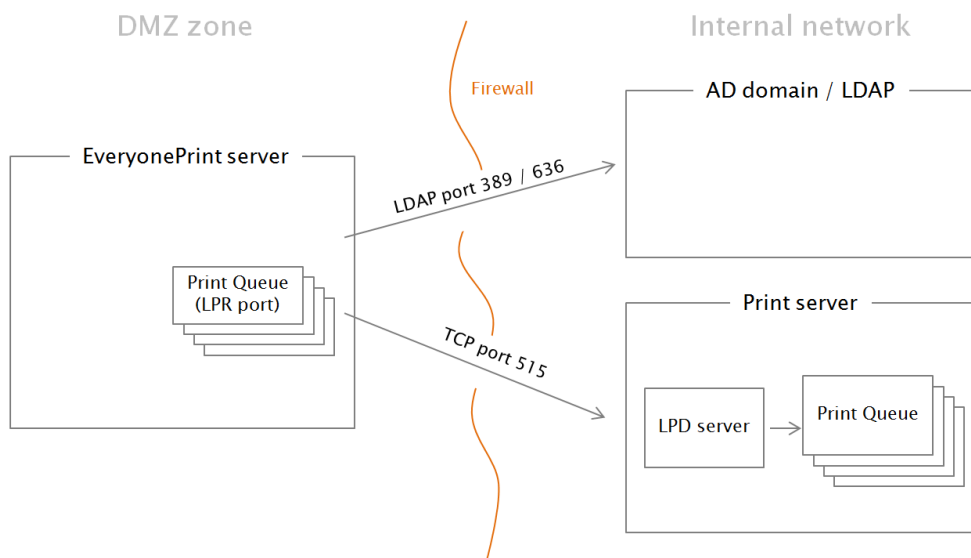 DMZ zone
Internal network
Firewall
AD domain / LDAP
EveryonePrint server
LDAP port 389 / 636
Print Queue
(LPR port)
Print server
TCP port 515
LPD server
Print Queue